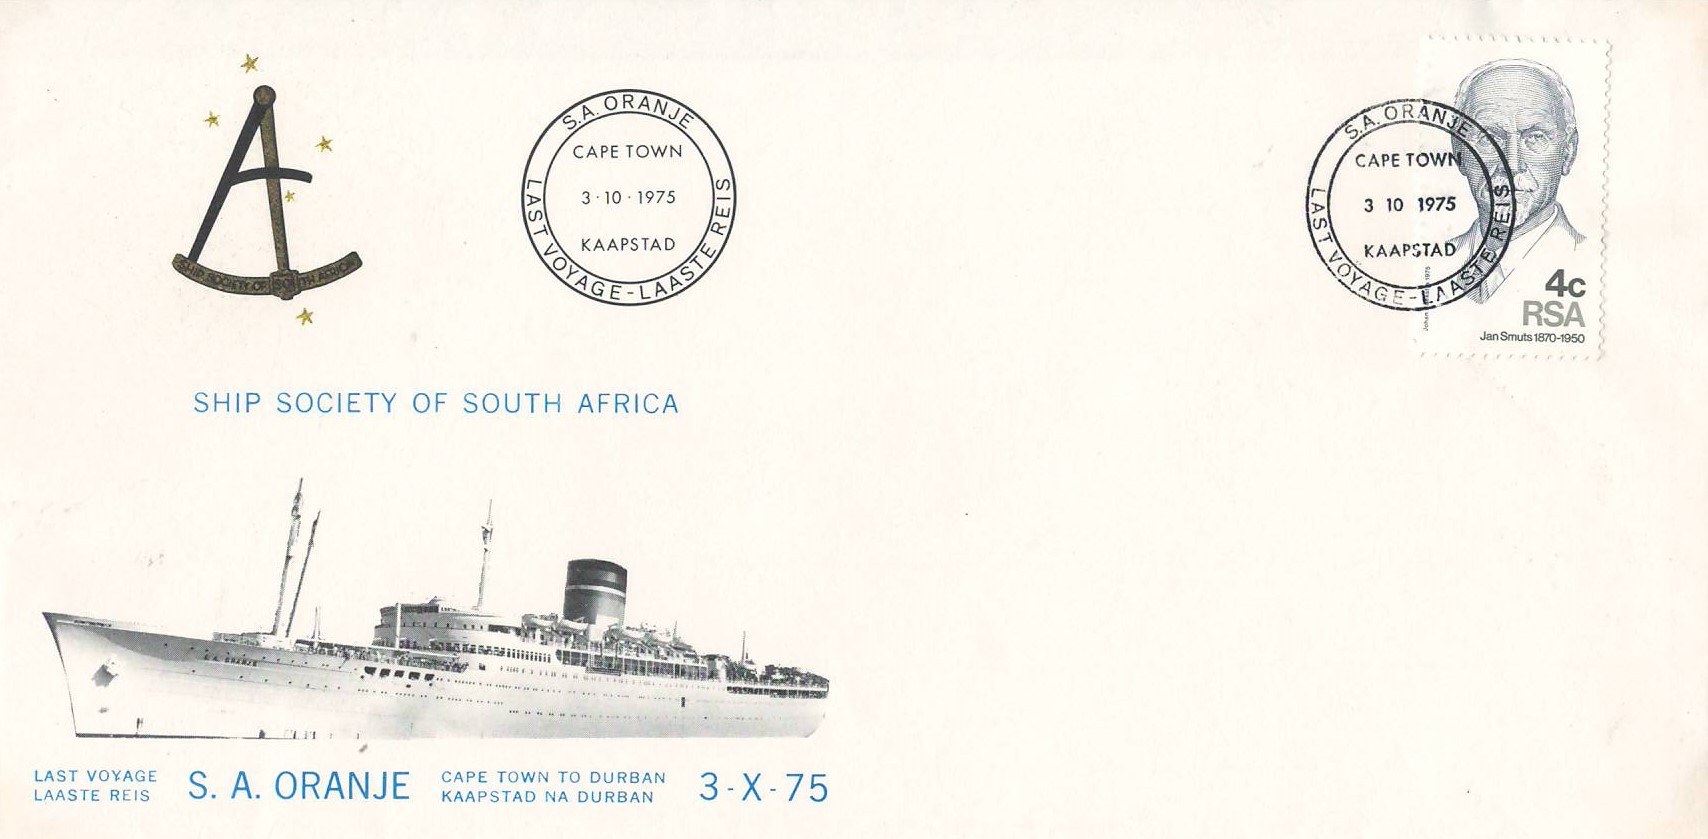 SHIP SOCIETY OF SOUTH AFRICA
S.A. ORANJE
CAPE TOWN
3·10·1975
KAAPSTAD
LAST VOYAGE-LAASTE REIS
S.A. ORANJE
CAPE TOWN
3 10 1975
KAAPSTAD
LAST VOYAGE-LAASTE REIS
4c
RSA
Jan Smuts 1870-1950
SHIP SOCIETY OF SOUTH AFRICA
S.A. ORANJE
LAST VOYAGE
LAASTE REIS
S. A. ORANJE
CAPE TOWN TO DURBAN
KAAPSTAD NA DURBAN
3-X-75